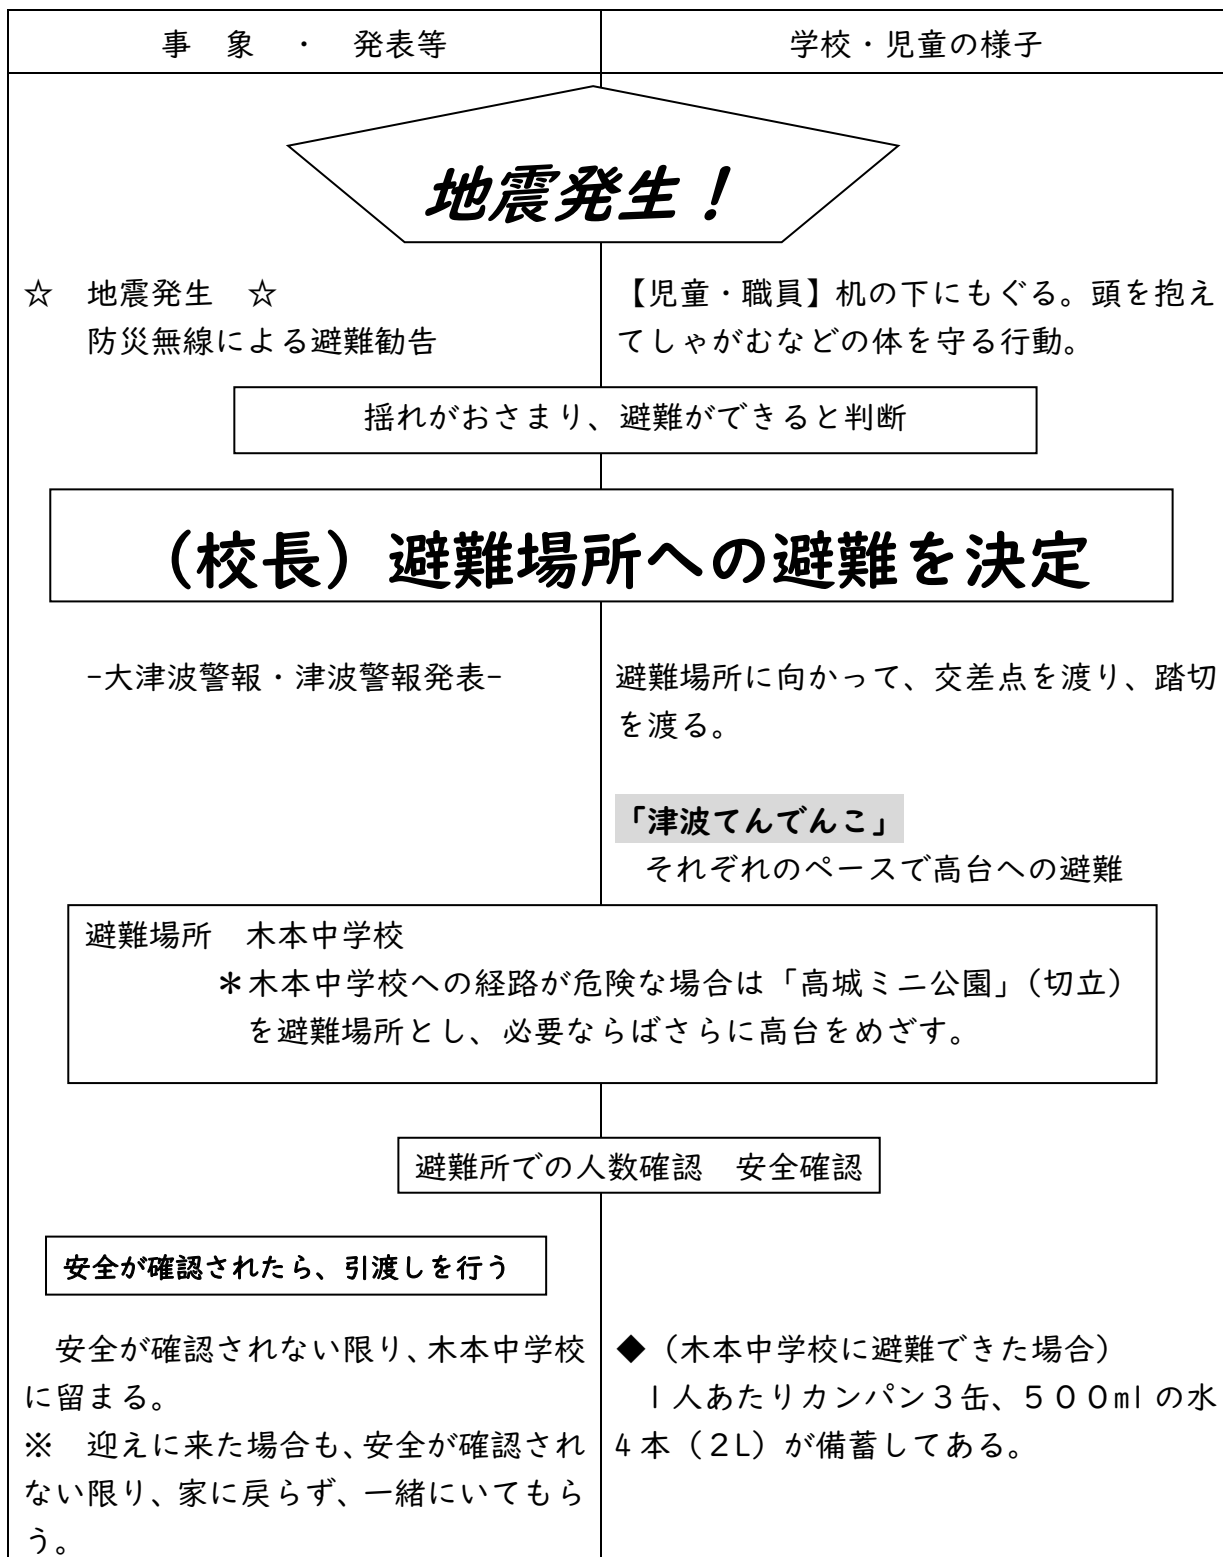 事　象　・　発表等
学校・児童の様子
地震発生！
☆　地震発生　☆
防災無線による避難勧告
【児童・職員】机の下にもぐる。頭を抱え
てしゃがむなどの体を守る行動。
揺れがおさまり、避難ができると判断
（校長）避難場所への避難を決定
-大津波警報・津波警報発表-
避難場所に向かって、交差点を渡り、踏切
を渡る。
「津波てんでんこ」
それぞれのペースで高台への避難
避難場所　木本中学校
＊木本中学校への経路が危険な場合は「高城ミニ公園」（切立）
を避難場所とし、必要ならばさらに高台をめざす。
避難所での人数確認　安全確認
安全が確認されたら、引渡しを行う
安全が確認されない限り、木本中学校
に留まる。
※　迎えに来た場合も、安全が確認され
ない限り、家に戻らず、一緒にいてもら
う。
◆（木本中学校に避難できた場合）
1人あたりカンパン３缶、５００mlの水
4本（２L）が備蓄してある。